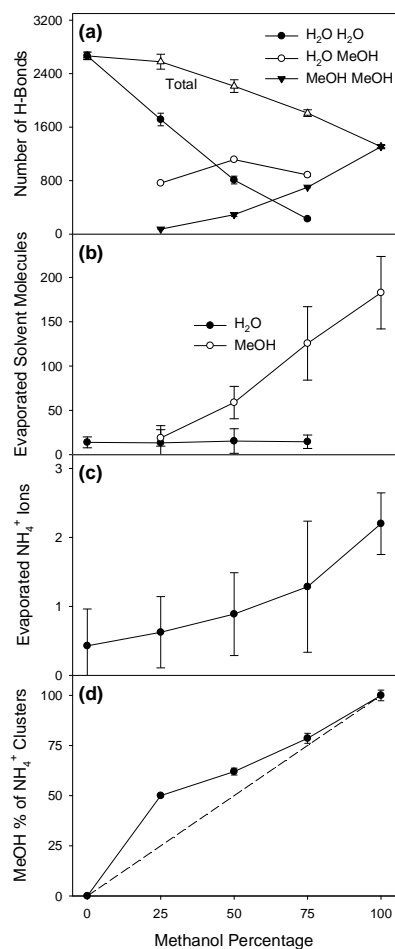 (a)
H₂O H₂O
H₂O MeOH
MeOH MeOH
Total
Number of H-Bonds
3200
2400
1600
800
0
(b)
H₂O
MeOH
Evaporated Solvent Molecules
200
150
100
50
0
(c)
Evaporated NH₄⁺ Ions
3
2
1
0
(d)
MeOH % of NH₄⁺ Clusters
100
75
50
25
0
0 25 50 75 100
Methanol Percentage